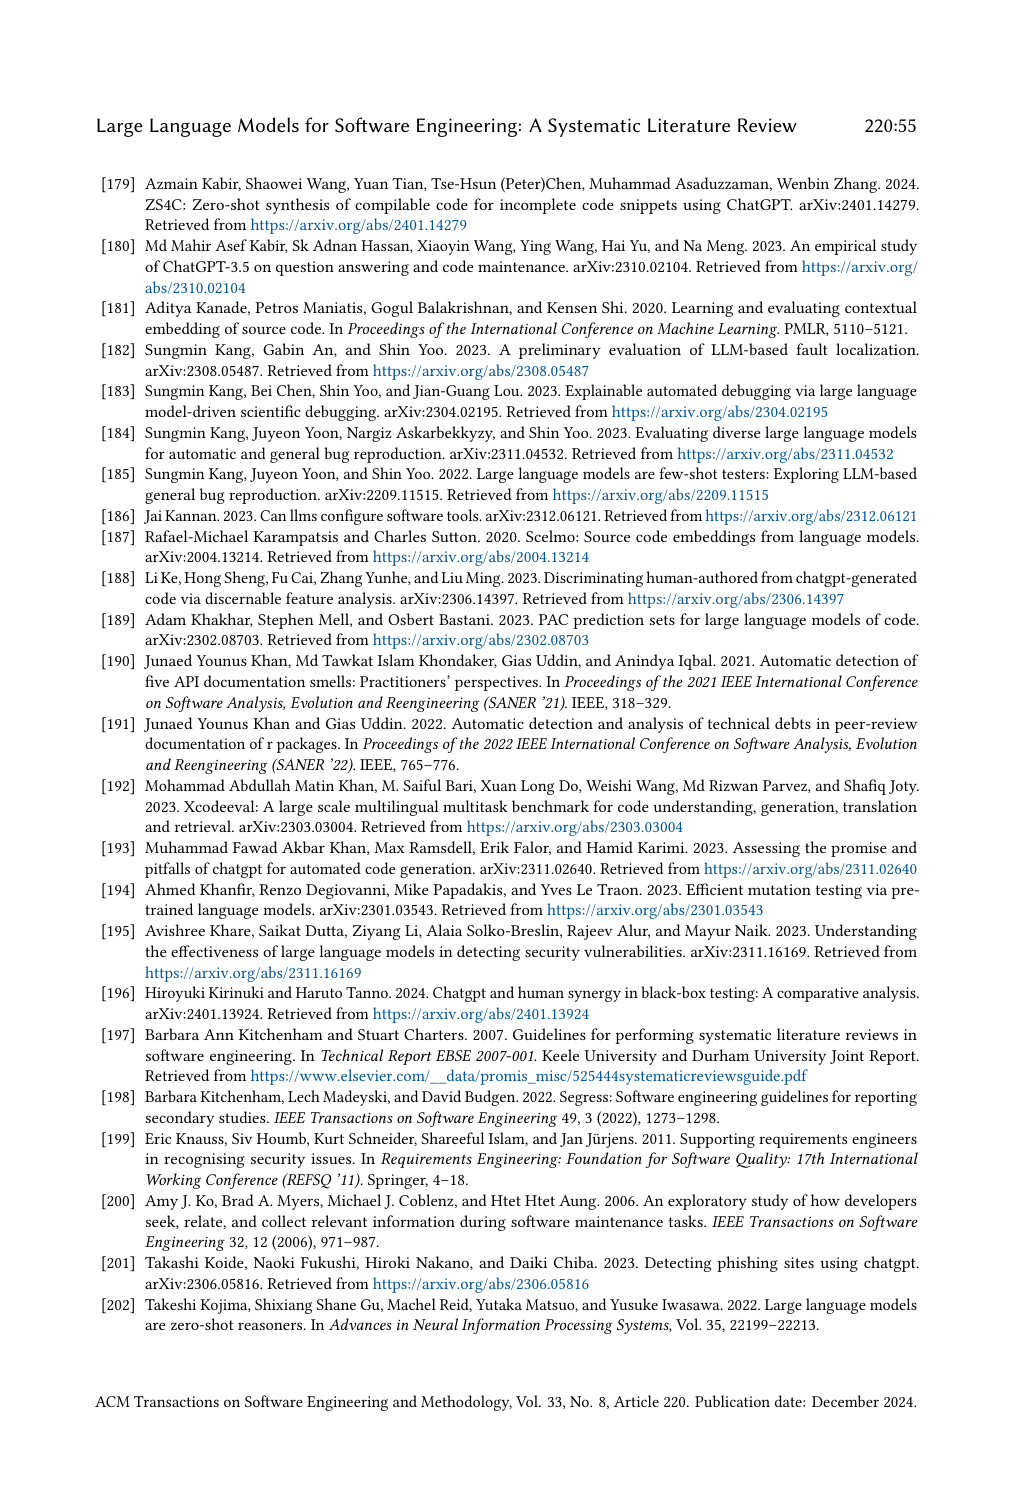 Large Language Models for Software Engineering: A Systematic Literature Review 220:55
[179] Azmain Kabir, Shaowei Wang, Yuan Tian, Tse-Hsun (Peter)Chen, Muhammad Asaduzzaman, Wenbin Zhang. 2024.
ZS4C: Zero-shot synthesis of compilable code for incomplete code snippets using ChatGPT. arXiv:2401.14279.
Retrieved from https://arxiv.org/abs/2401.14279
[180] Md Mahir Asef Kabir, Sk Adnan Hassan, Xiaoyin Wang, Ying Wang, Hai Yu, and Na Meng. 2023. An empirical study
of ChatGPT-3.5 on question answering and code maintenance. arXiv:2310.02104. Retrieved from https://arxiv.org/
abs/2310.02104
[181] Aditya Kanade, Petros Maniatis, Gogul Balakrishnan, and Kensen Shi. 2020. Learning and evaluating contextual
embedding of source code. In Proceedings of the International Conference on Machine Learning. PMLR, 5110–5121.
[182] Sungmin Kang, Gabin An, and Shin Yoo. 2023. A preliminary evaluation of LLM-based fault localization.
arXiv:2308.05487. Retrieved from https://arxiv.org/abs/2308.05487
[183] Sungmin Kang, Bei Chen, Shin Yoo, and Jian-Guang Lou. 2023. Explainable automated debugging via large language
model-driven scientific debugging. arXiv:2304.02195. Retrieved from https://arxiv.org/abs/2304.02195
[184] Sungmin Kang, Juyeon Yoon, Nargiz Askarbekkyzy, and Shin Yoo. 2023. Evaluating diverse large language models
for automatic and general bug reproduction. arXiv:2311.04532. Retrieved from https://arxiv.org/abs/2311.04532
[185] Sungmin Kang, Juyeon Yoon, and Shin Yoo. 2022. Large language models are few-shot testers: Exploring LLM-based
general bug reproduction. arXiv:2209.11515. Retrieved from https://arxiv.org/abs/2209.11515
[186] Jai Kannan. 2023. Can llms configure software tools. arXiv:2312.06121. Retrieved from https://arxiv.org/abs/2312.06121
[187] Rafael-Michael Karampatsis and Charles Sutton. 2020. Scelmo: Source code embeddings from language models.
arXiv:2004.13214. Retrieved from https://arxiv.org/abs/2004.13214
[188] Li Ke, Hong Sheng, Fu Cai, Zhang Yunhe, and Liu Ming. 2023. Discriminating human-authored from chatgpt-generated
code via discernable feature analysis. arXiv:2306.14397. Retrieved from https://arxiv.org/abs/2306.14397
[189] Adam Khakhar, Stephen Mell, and Osbert Bastani. 2023. PAC prediction sets for large language models of code.
arXiv:2302.08703. Retrieved from https://arxiv.org/abs/2302.08703
[190] Junaed Younus Khan, Md Tawkat Islam Khondaker, Gias Uddin, and Anindya Iqbal. 2021. Automatic detection of
five API documentation smells: Practitioners' perspectives. In Proceedings of the 2021 IEEE International Conference
on Software Analysis, Evolution and Reengineering (SANER '21). IEEE, 318–329.
[191] Junaed Younus Khan and Gias Uddin. 2022. Automatic detection and analysis of technical debts in peer-review
documentation of r packages. In Proceedings of the 2022 IEEE International Conference on Software Analysis, Evolution
and Reengineering (SANER '22). IEEE, 765–776.
[192] Mohammad Abdullah Matin Khan, M. Saiful Bari, Xuan Long Do, Weishi Wang, Md Rizwan Parvez, and Shafiq Joty.
2023. Xcodeeval: A large scale multilingual multitask benchmark for code understanding, generation, translation
and retrieval. arXiv:2303.03004. Retrieved from https://arxiv.org/abs/2303.03004
[193] Muhammad Fawad Akbar Khan, Max Ramsdell, Erik Falor, and Hamid Karimi. 2023. Assessing the promise and
pitfalls of chatgpt for automated code generation. arXiv:2311.02640. Retrieved from https://arxiv.org/abs/2311.02640
[194] Ahmed Khanfir, Renzo Degiovanni, Mike Papadakis, and Yves Le Traon. 2023. Efficient mutation testing via pre-
trained language models. arXiv:2301.03543. Retrieved from https://arxiv.org/abs/2301.03543
[195] Avishree Khare, Saikat Dutta, Ziyang Li, Alaia Solko-Breslin, Rajeev Alur, and Mayur Naik. 2023. Understanding
the effectiveness of large language models in detecting security vulnerabilities. arXiv:2311.16169. Retrieved from
https://arxiv.org/abs/2311.16169
[196] Hiroyuki Kirinuki and Haruto Tanno. 2024. Chatgpt and human synergy in black-box testing: A comparative analysis.
arXiv:2401.13924. Retrieved from https://arxiv.org/abs/2401.13924
[197] Barbara Ann Kitchenham and Stuart Charters. 2007. Guidelines for performing systematic literature reviews in
software engineering. In Technical Report EBSE 2007-001. Keele University and Durham University Joint Report.
Retrieved from https://www.elsevier.com/__data/promis_misc/525444systematicreviewsguide.pdf
[198] Barbara Kitchenham, Lech Madeyski, and David Budgen. 2022. Segress: Software engineering guidelines for reporting
secondary studies. IEEE Transactions on Software Engineering 49, 3 (2022), 1273–1298.
[199] Eric Knauss, Siv Houmb, Kurt Schneider, Shareeful Islam, and Jan Jürjens. 2011. Supporting requirements engineers
in recognising security issues. In Requirements Engineering: Foundation for Software Quality: 17th International
Working Conference (REFSQ '11). Springer, 4–18.
[200] Amy J. Ko, Brad A. Myers, Michael J. Coblenz, and Htet Htet Aung. 2006. An exploratory study of how developers
seek, relate, and collect relevant information during software maintenance tasks. IEEE Transactions on Software
Engineering 32, 12 (2006), 971–987.
[201] Takashi Koide, Naoki Fukushi, Hiroki Nakano, and Daiki Chiba. 2023. Detecting phishing sites using chatgpt.
arXiv:2306.05816. Retrieved from https://arxiv.org/abs/2306.05816
[202] Takeshi Kojima, Shixiang Shane Gu, Machel Reid, Yutaka Matsuo, and Yusuke Iwasawa. 2022. Large language models
are zero-shot reasoners. In Advances in Neural Information Processing Systems, Vol. 35, 22199–22213.
ACM Transactions on Software Engineering and Methodology, Vol. 33, No. 8, Article 220. Publication date: December 2024.